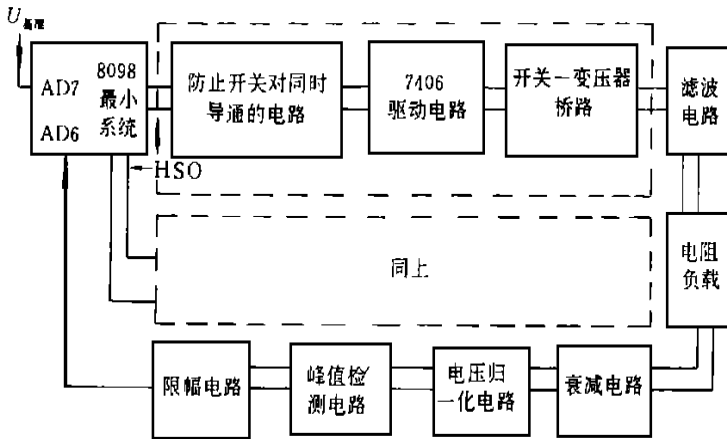 U基准
8098
最小
系统
AD7
AD6
防止开关对同时
导通的电路
7406
驱动电路
开关一变压器
桥路
滤波
电路
HSO
同上
电阻
负载
限幅电路
峰值检
测电路
电压归
一化电路
衰减电路